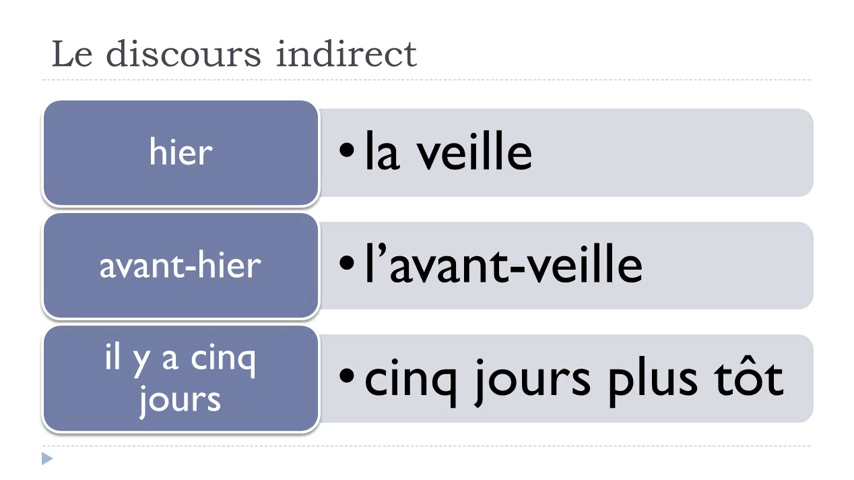 Le discours indirect
hier
•la veille
avant-hier
•l’avant-veille
il y a cinq
jours
•cinq jours plus tôt